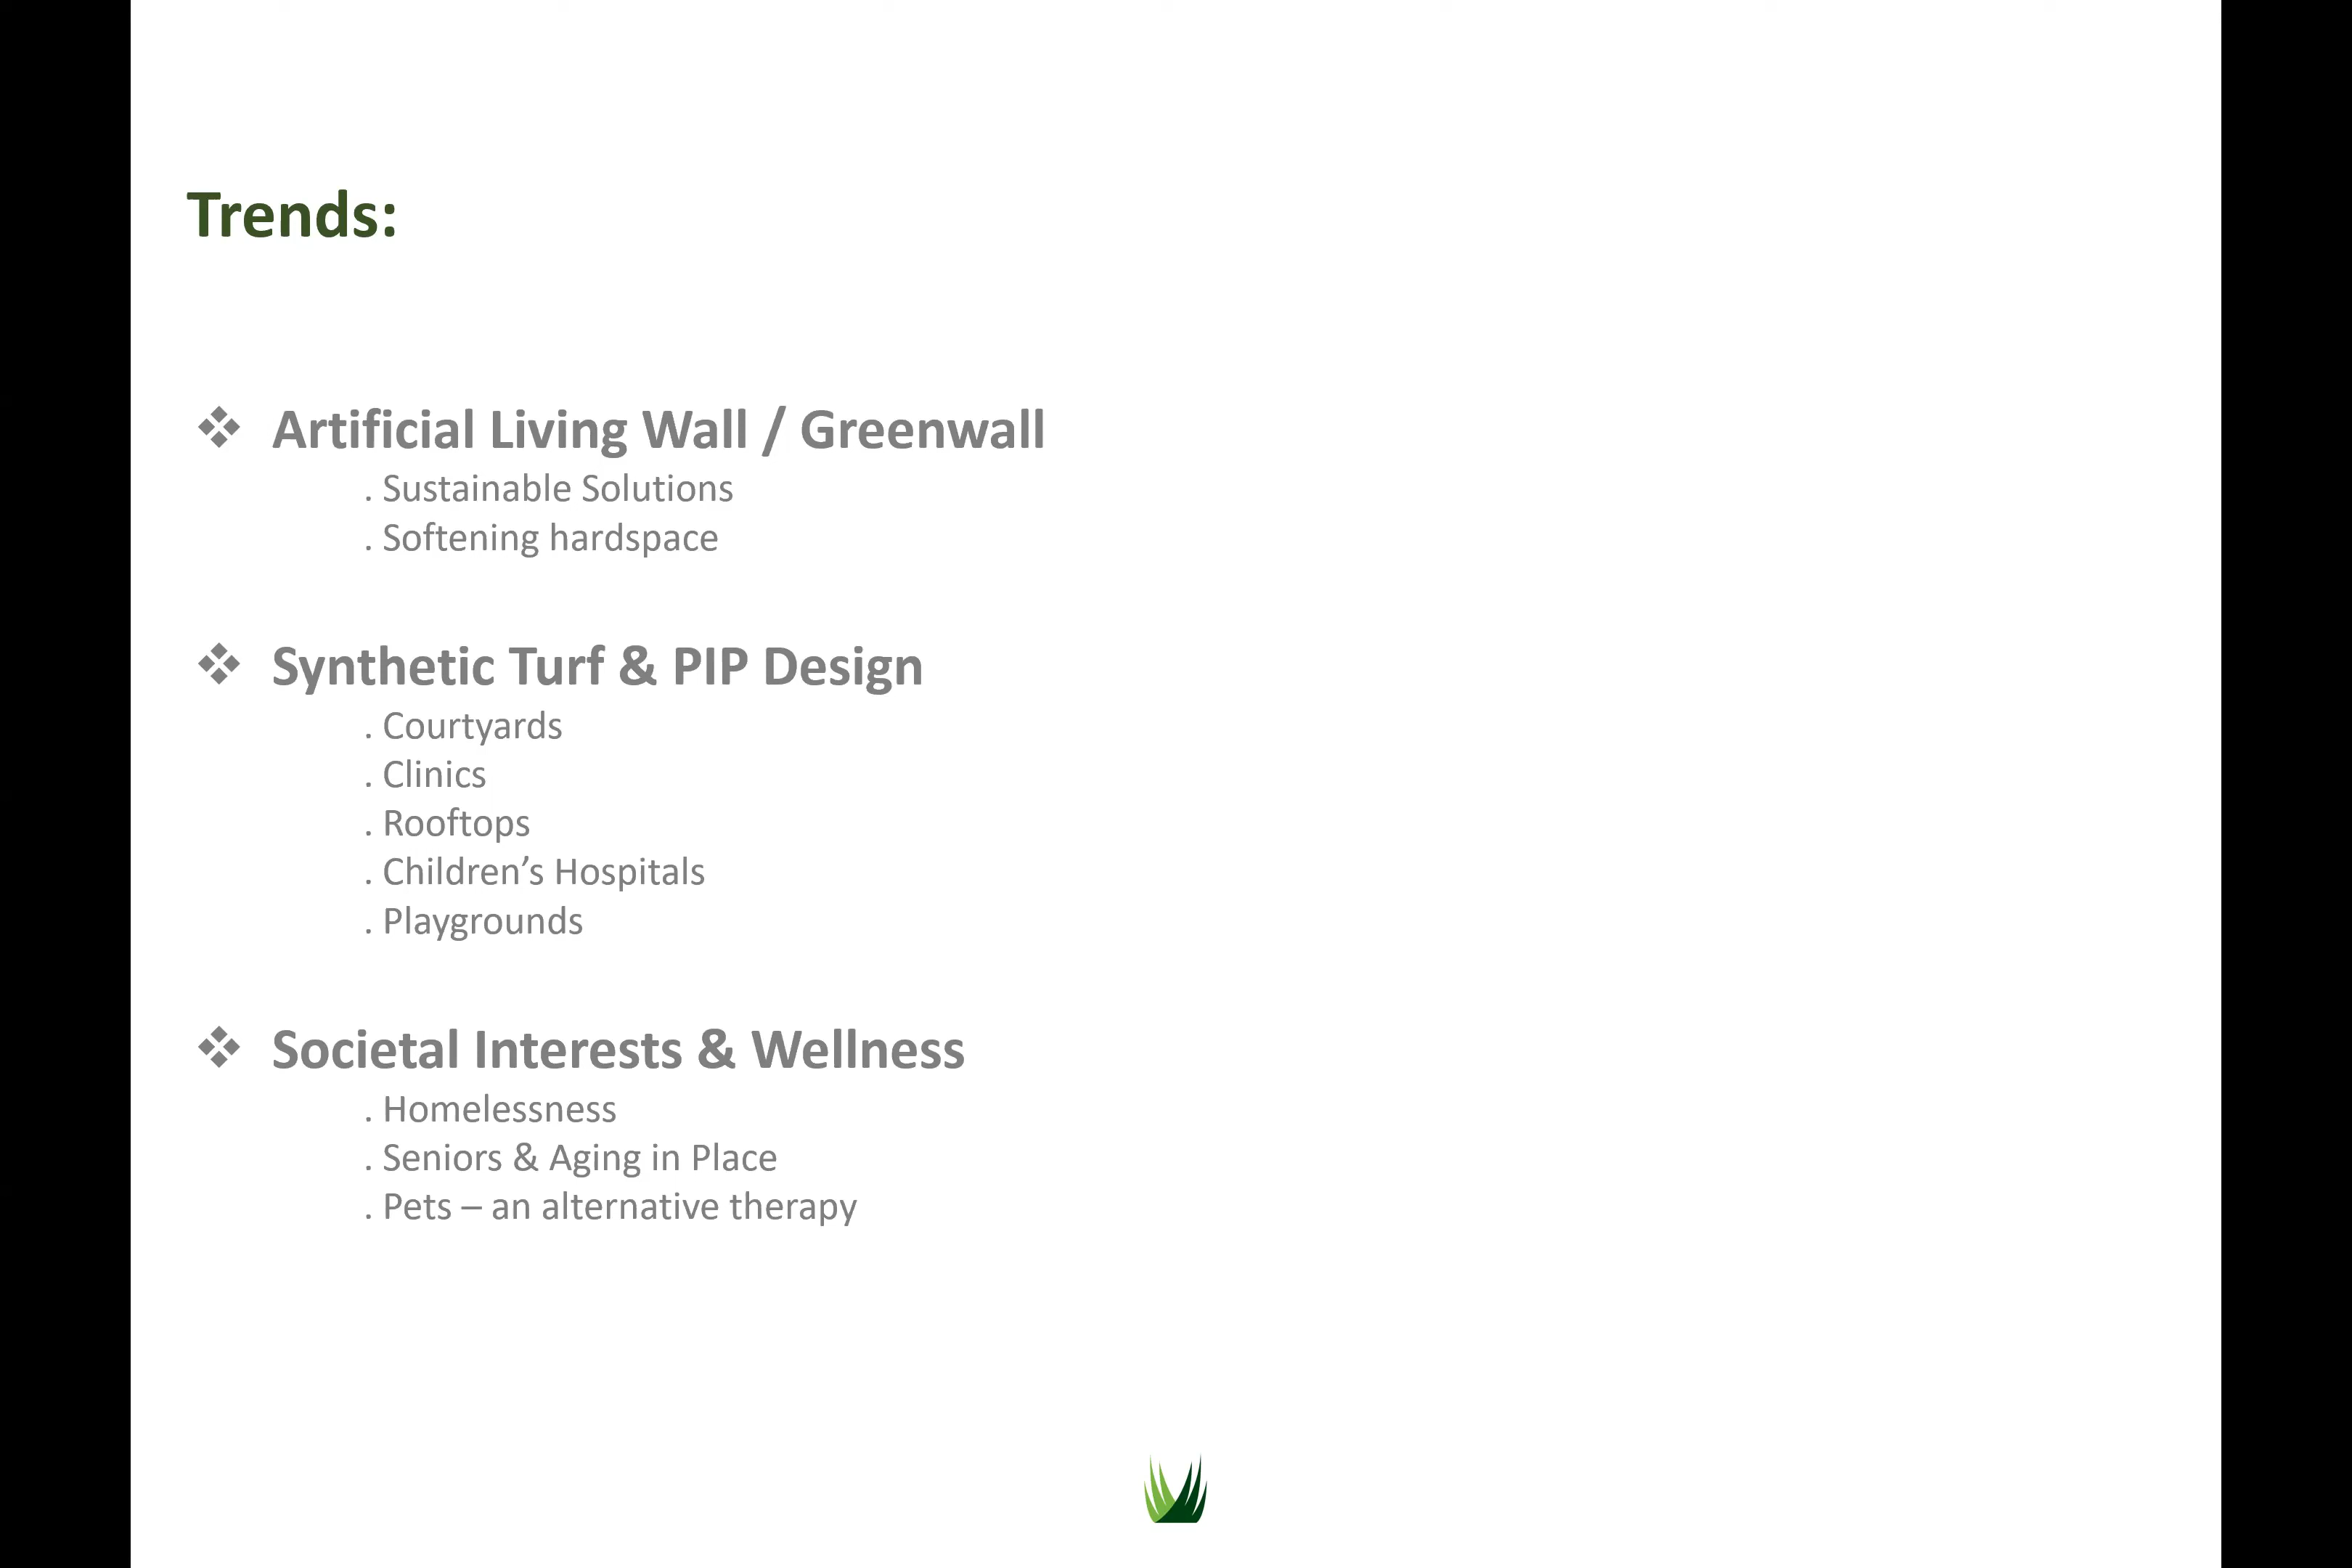 Trends:
❖ Artificial Living Wall / Greenwall
. Sustainable Solutions
. Softening hardspace
❖ Synthetic Turf & PIP Design
. Courtyards
. Clinics
. Rooftops
. Children’s Hospitals
. Playgrounds
❖ Societal Interests & Wellness
. Homelessness
. Seniors & Aging in Place
. Pets – an alternative therapy